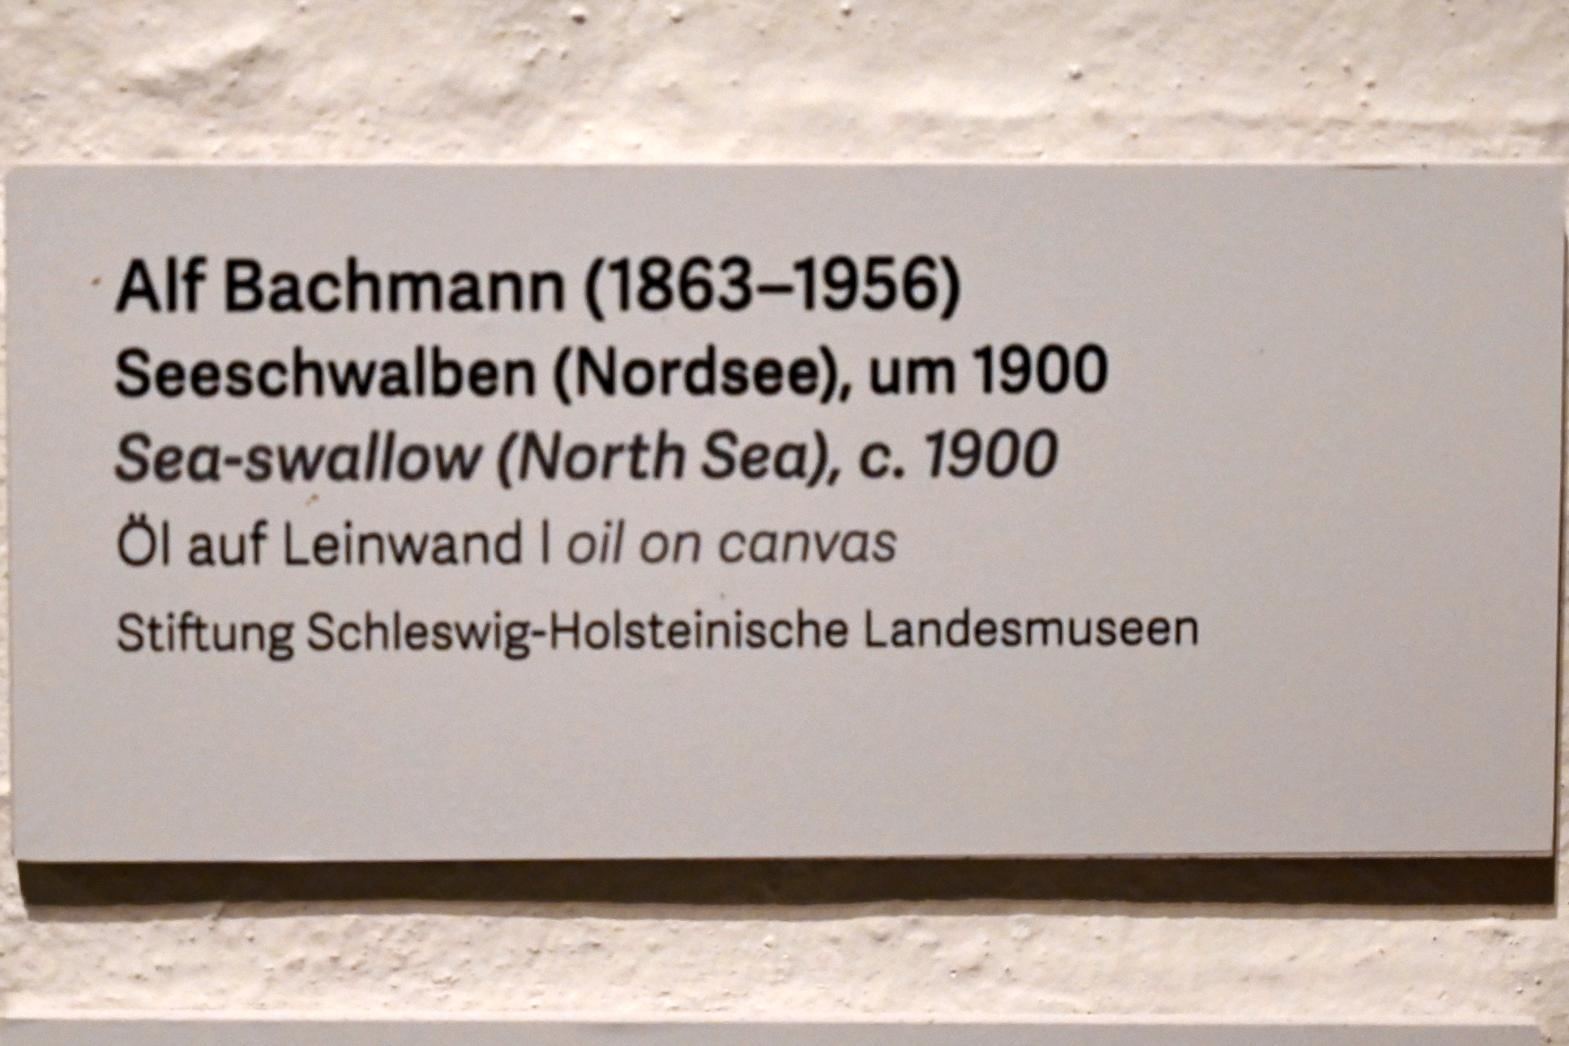 Alf Bachmann (1863–1956)
Seeschwalben (Nordsee), um 1900
Sea-swallow (North Sea), c. 1900
Öl auf Leinwand | oil on canvas
Stiftung Schleswig-Holsteinische Landesmuseen